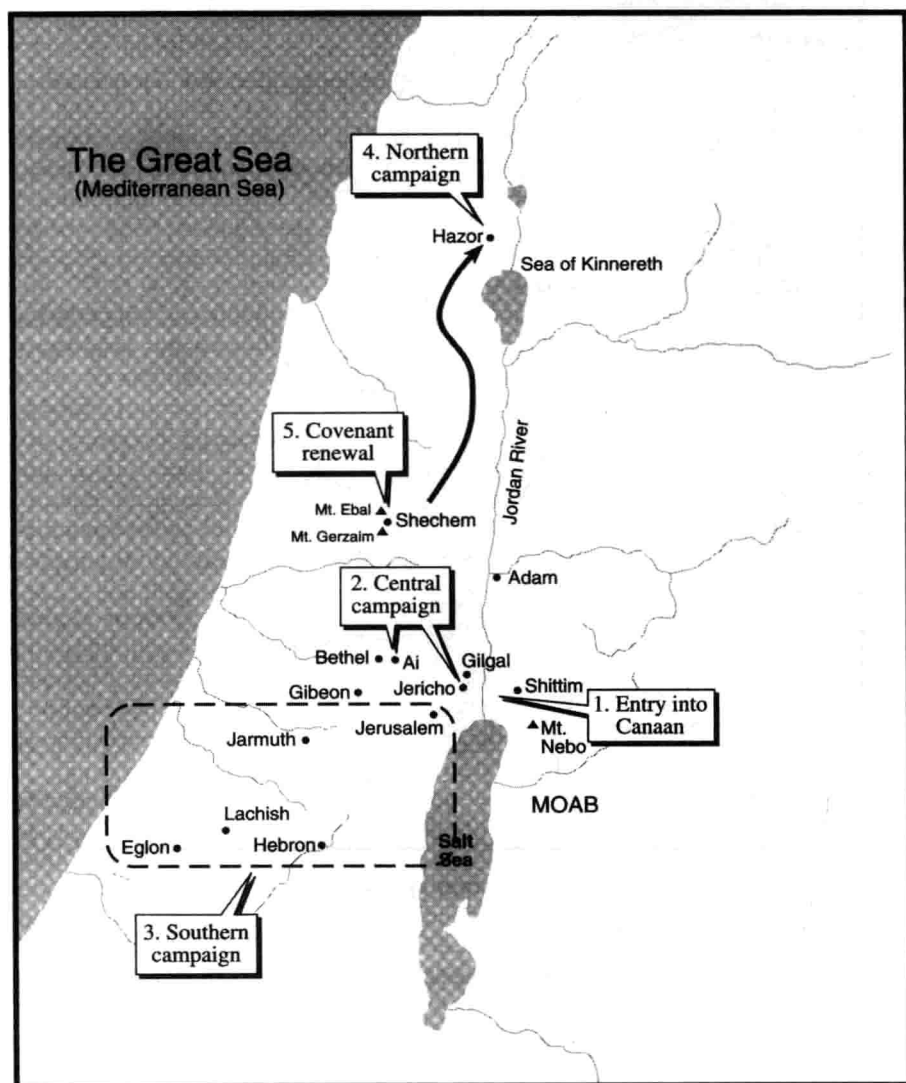 The Great Sea
(Mediterranean Sea)
4. Northern
campaign
Hazor
Sea of Kinnereth
5. Covenant
renewal
Mt. Ebal
Shechem
Mt. Gerzaim
Jordan River
Adam
2. Central
campaign
Bethel
Ai
Gilgal
Jericho
Gibeon
Shittim
1. Entry into
Canaan
Jerusalem
Mt.
Nebo
Jarmuth
MOAB
Lachish
Eglon
Hebron
Salt
Sea
3. Southern
campaign